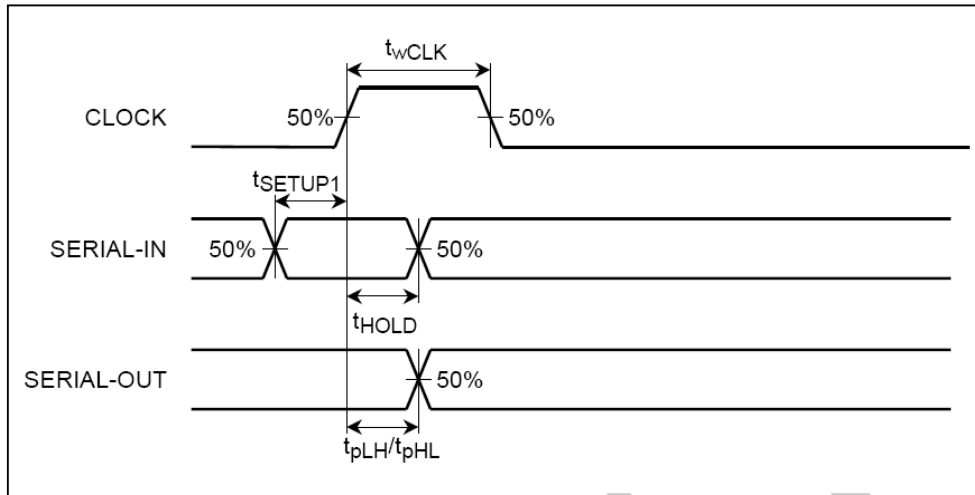 twCLK
CLOCK 50% 50%
tSETUP1
SERIAL-IN 50% 50%
tHOLD
SERIAL-OUT 50%
tpLH/tpHL